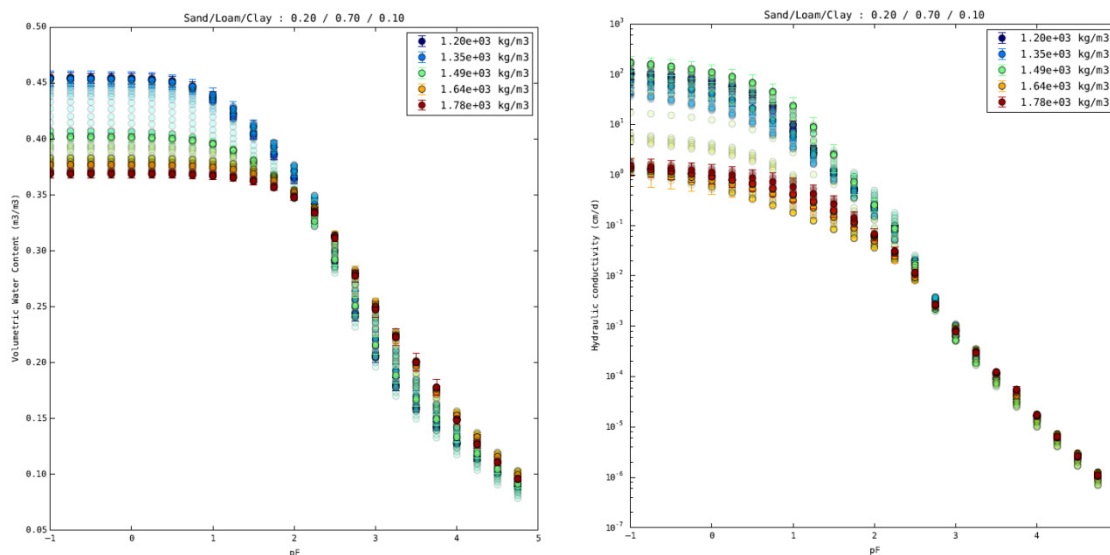 Sand/Loam/Clay : 0.20 / 0.70 / 0.10
0.50
0.45
0.40
0.35
0.30
0.25
0.20
0.15
0.10
0.05
Volumetric Water Content (m3/m3)
1.20e+03 kg/m3
1.35e+03 kg/m3
1.49e+03 kg/m3
1.64e+03 kg/m3
1.78e+03 kg/m3
−1 0 1 2 3 4 5
pF
Sand/Loam/Clay : 0.20 / 0.70 / 0.10
10³
10²
10¹
10⁰
10⁻¹
10⁻²
10⁻³
10⁻⁴
10⁻⁵
10⁻⁶
10⁻⁷
Hydraulic conductivity (cm/d)
1.20e+03 kg/m3
1.35e+03 kg/m3
1.49e+03 kg/m3
1.64e+03 kg/m3
1.78e+03 kg/m3
−1 0 1 2 3 4
pF